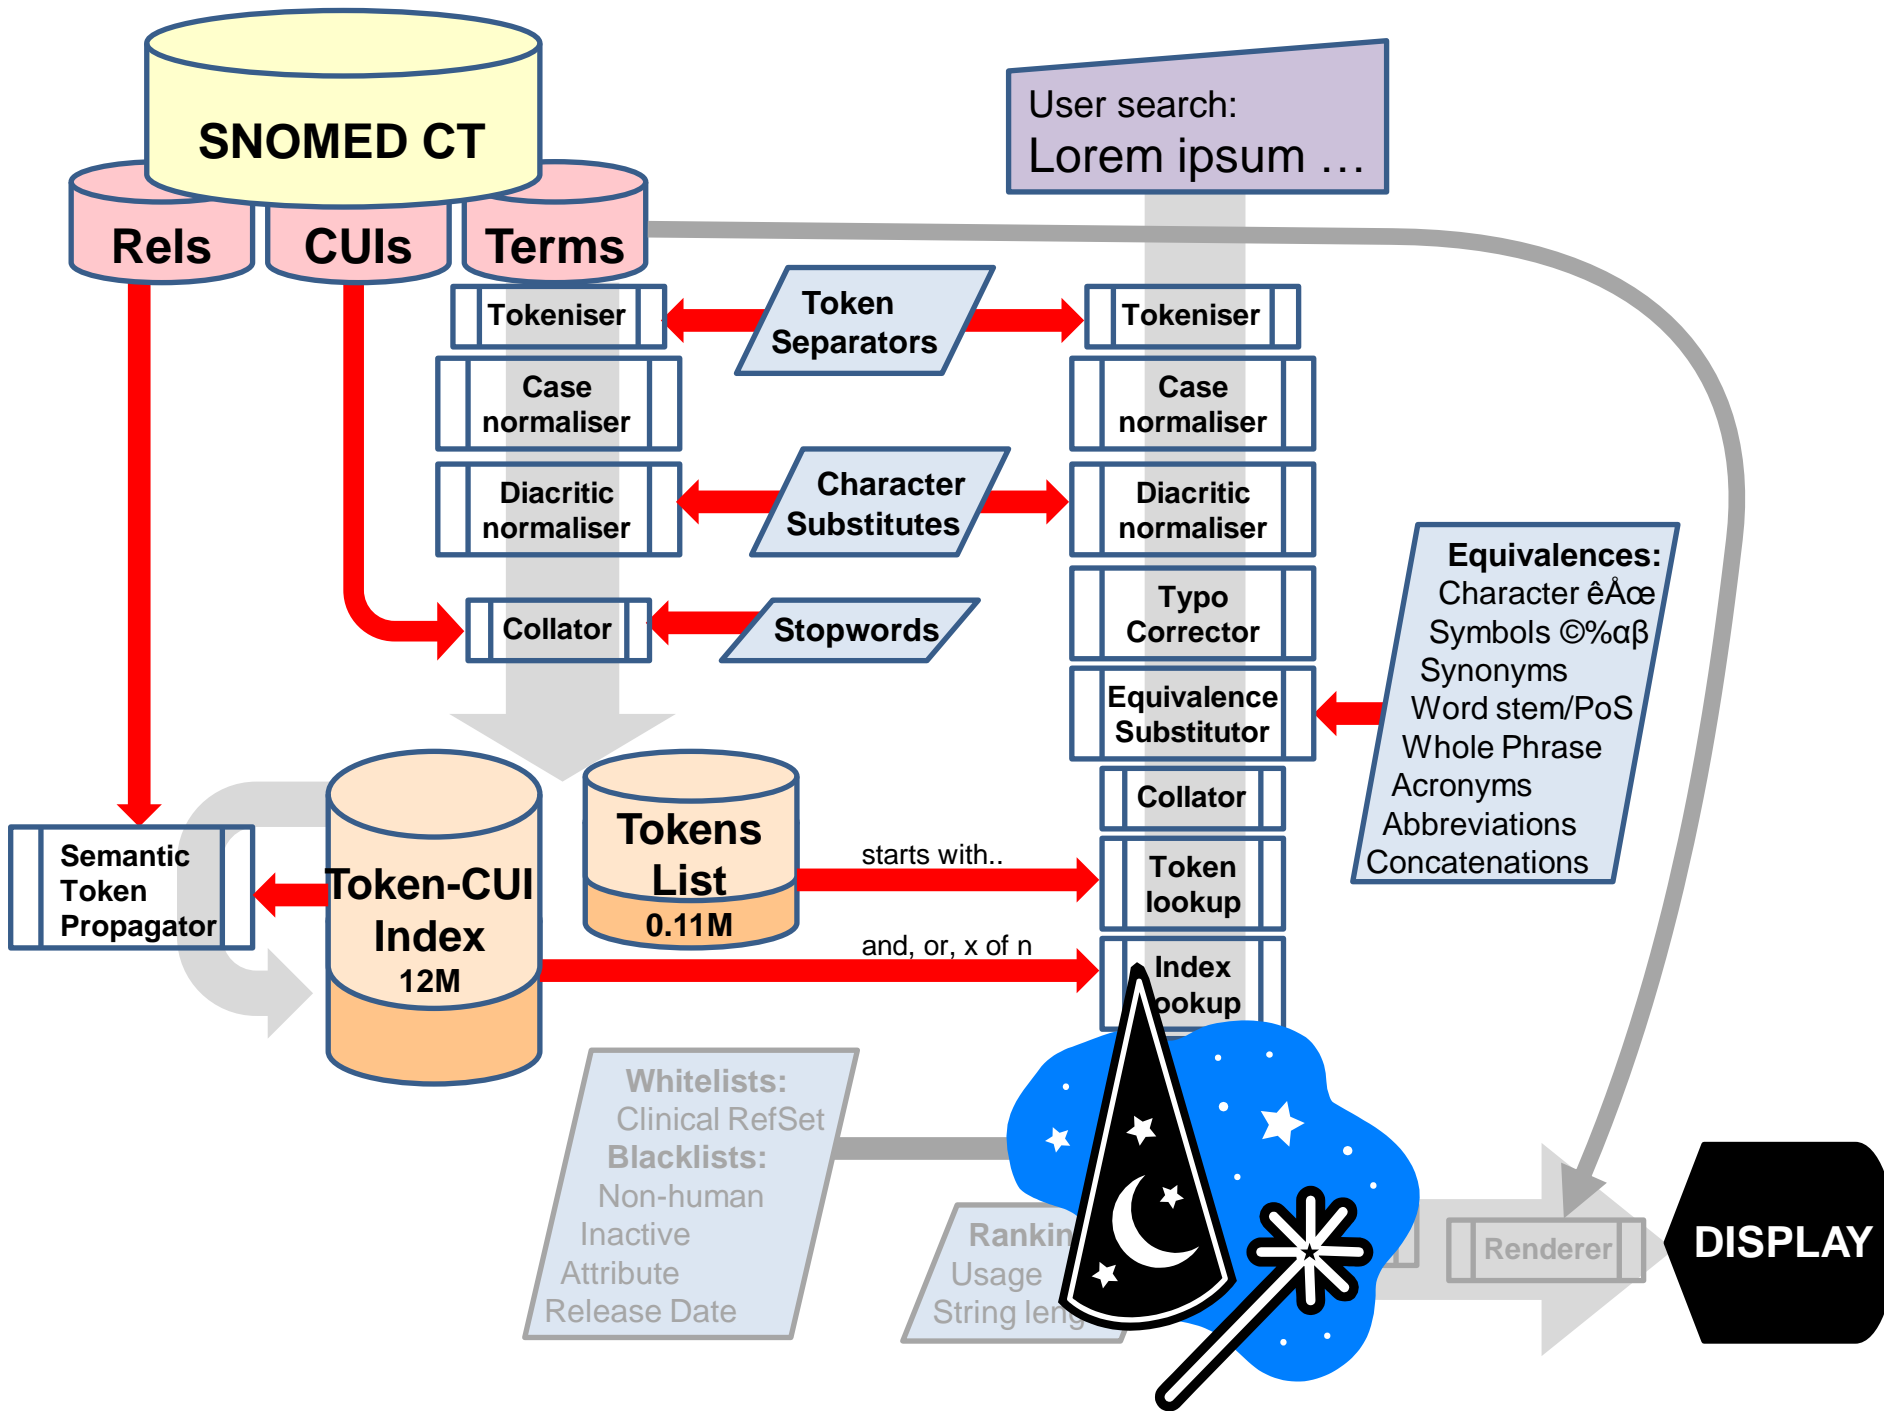 SNOMED CT
Rels
CUIs
Terms
User search:
Lorem ipsum …
Tokeniser
Case
normaliser
Diacritic
normaliser
Collator
Token
Separators
Character
Substitutes
Stopwords
Tokeniser
Case
normaliser
Diacritic
normaliser
Typo
Corrector
Equivalence
Substitutor
Collator
Token
lookup
Index
ookup
Equivalences:
Character êÅœ
Symbols ©%αβ
Synonyms
Word stem/PoS
Whole Phrase
Acronyms
Abbreviations
Concatenations
Semantic
Token
Propagator
Token-CUI
Index
12M
Tokens
List
0.11M
starts with..
and, or, x of n
Whitelists:
Clinical RefSet
Blacklists:
Non-human
Inactive
Attribute
Release Date
Rankin
Usage
String leng
Renderer
DISPLAY